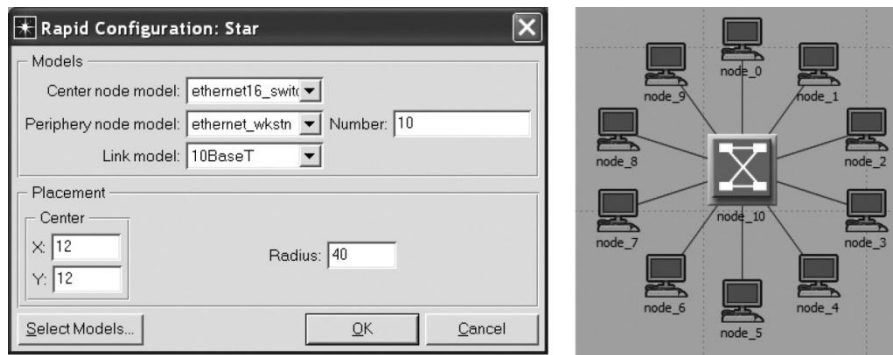 Rapid Configuration: Star
Models
Center node model: ethernet16_switc
Periphery node model: ethernet_wkstn Number: 10
Link model: 10BaseT
Placement
Center
X: 12
Y: 12
Radius: 40
Select Models... OK Cancel
node_0
node_9 node_1
node_8 node_2
node_10
node_7 node_3
node_6 node_4
node_5